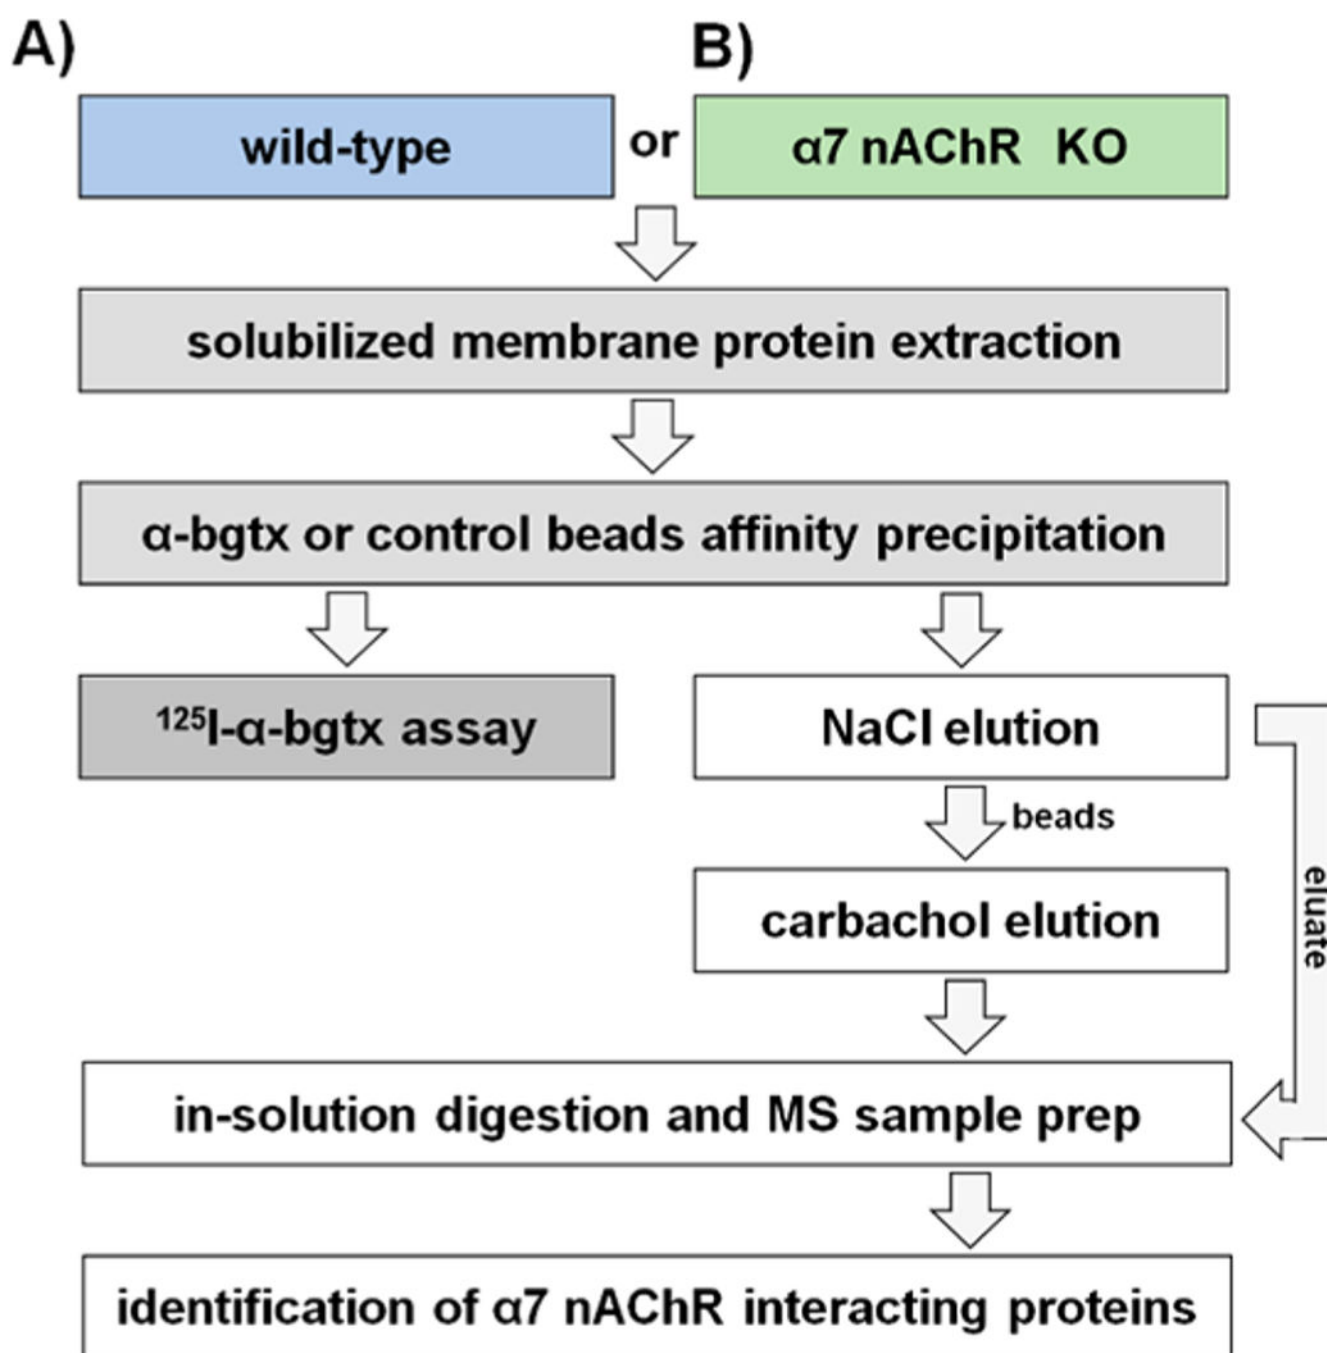 A)
B)
wild-type
or
α7 nAChR KO
solubilized membrane protein extraction
α-bgtx or control beads affinity precipitation
¹²⁵I-α-bgtx assay
NaCl elution
beads
carbachol elution
eluate
in-solution digestion and MS sample prep
identification of α7 nAChR interacting proteins